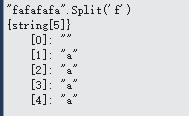 "fafafafa".Split('f')
{string[5]}
    [0]: ""
    [1]: "a"
    [2]: "a"
    [3]: "a"
    [4]: "a"